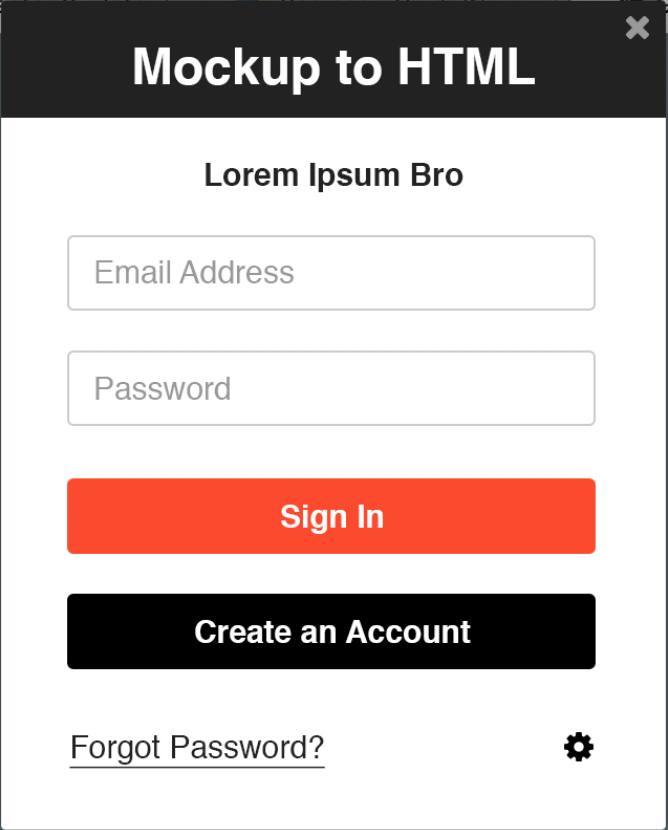 Mockup to HTML
Lorem Ipsum Bro
Email Address
Password
Sign In
Create an Account
Forgot Password?